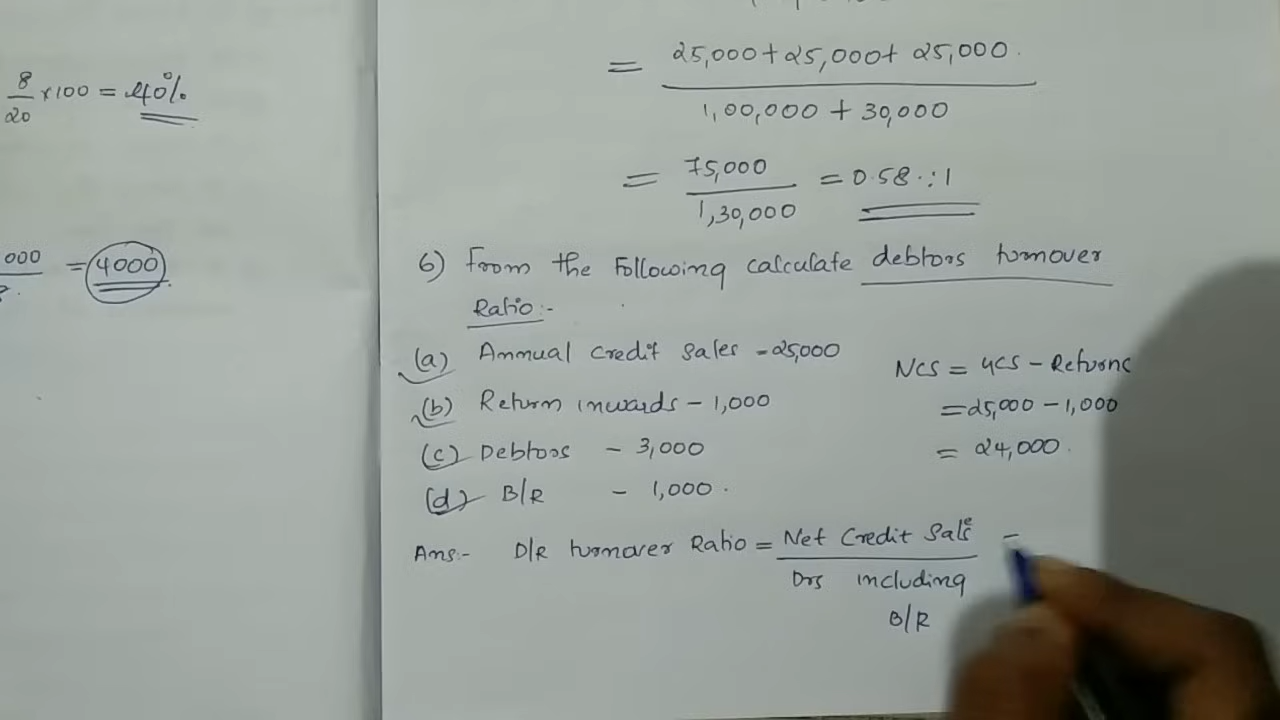 8/20 ×100 = 40%
000 = 4000
= 25,000 + 25,000 + 25,000
1,00,000 + 30,000
= 75,000 / 1,30,000 = 0.58 : 1
6) From the Following calculate debtors turnover
Ratio :-
(a) Annual credit sales - 25,000
(b) Return inwards - 1,000
(c) Debtors - 3,000
(d) B/R - 1,000.
NCS = GCS - Returns
= 25,000 - 1,000
= 24,000.
Ans:- D/R turnover Ratio = Net Credit Sale =
Drs including
B/R